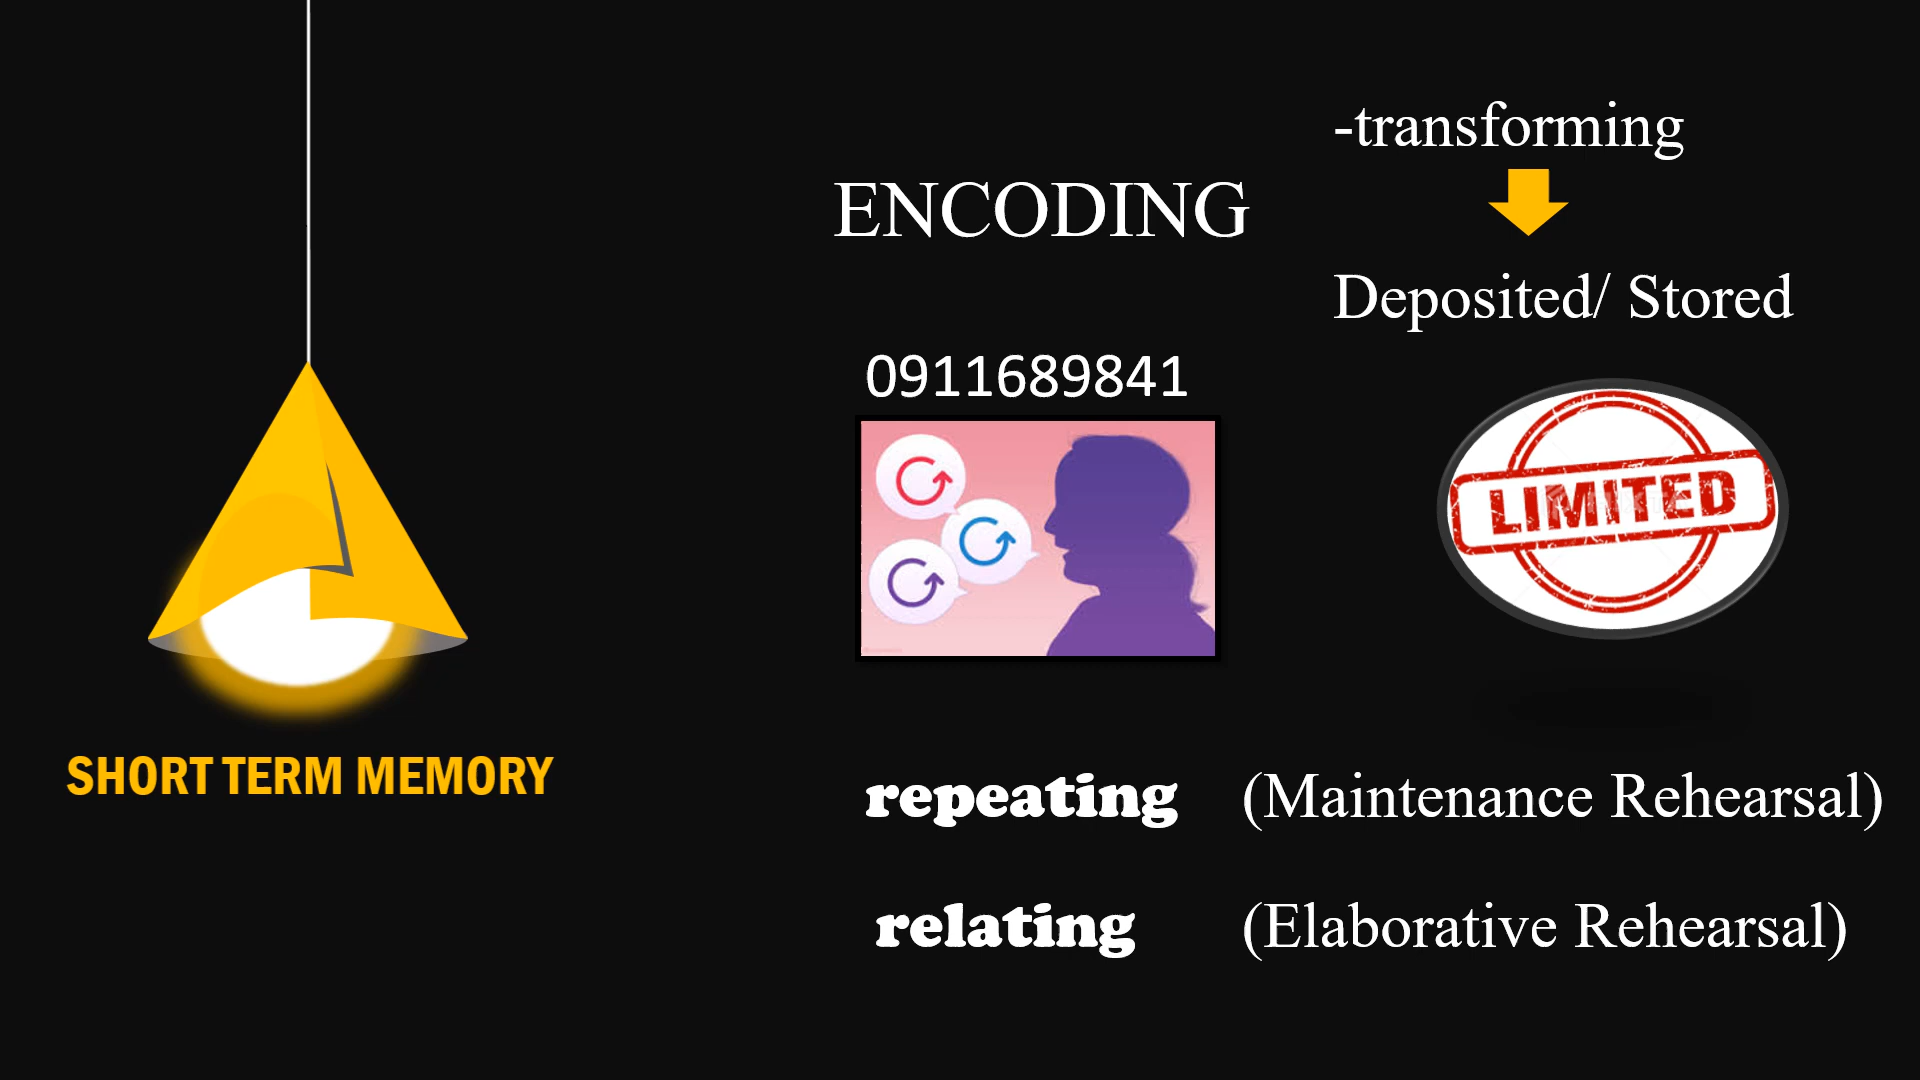 -transforming
ENCODING
Deposited/ Stored
0911689841
LIMITED
SHORT TERM MEMORY
repeating (Maintenance Rehearsal)
relating (Elaborative Rehearsal)